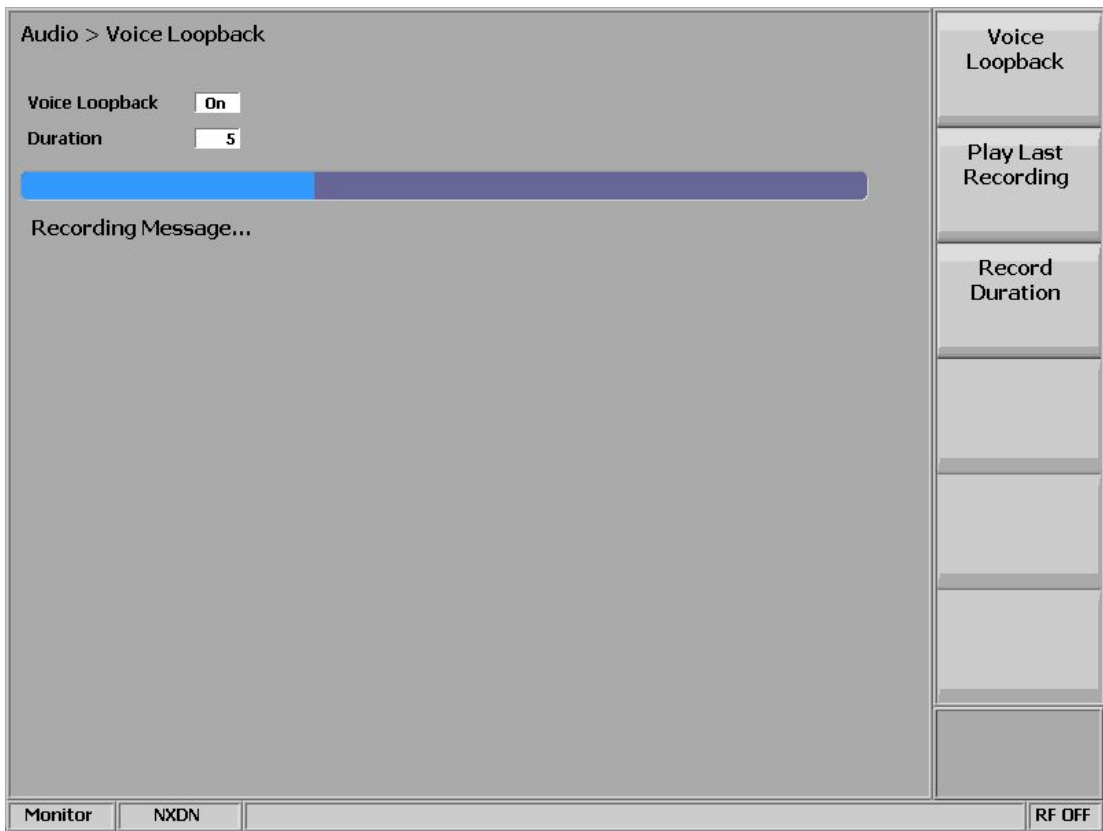 Audio > Voice Loopback
Voice Loopback On
Duration 5
Recording Message...
Voice
Loopback
Play Last
Recording
Record
Duration
Monitor NXDN RF OFF